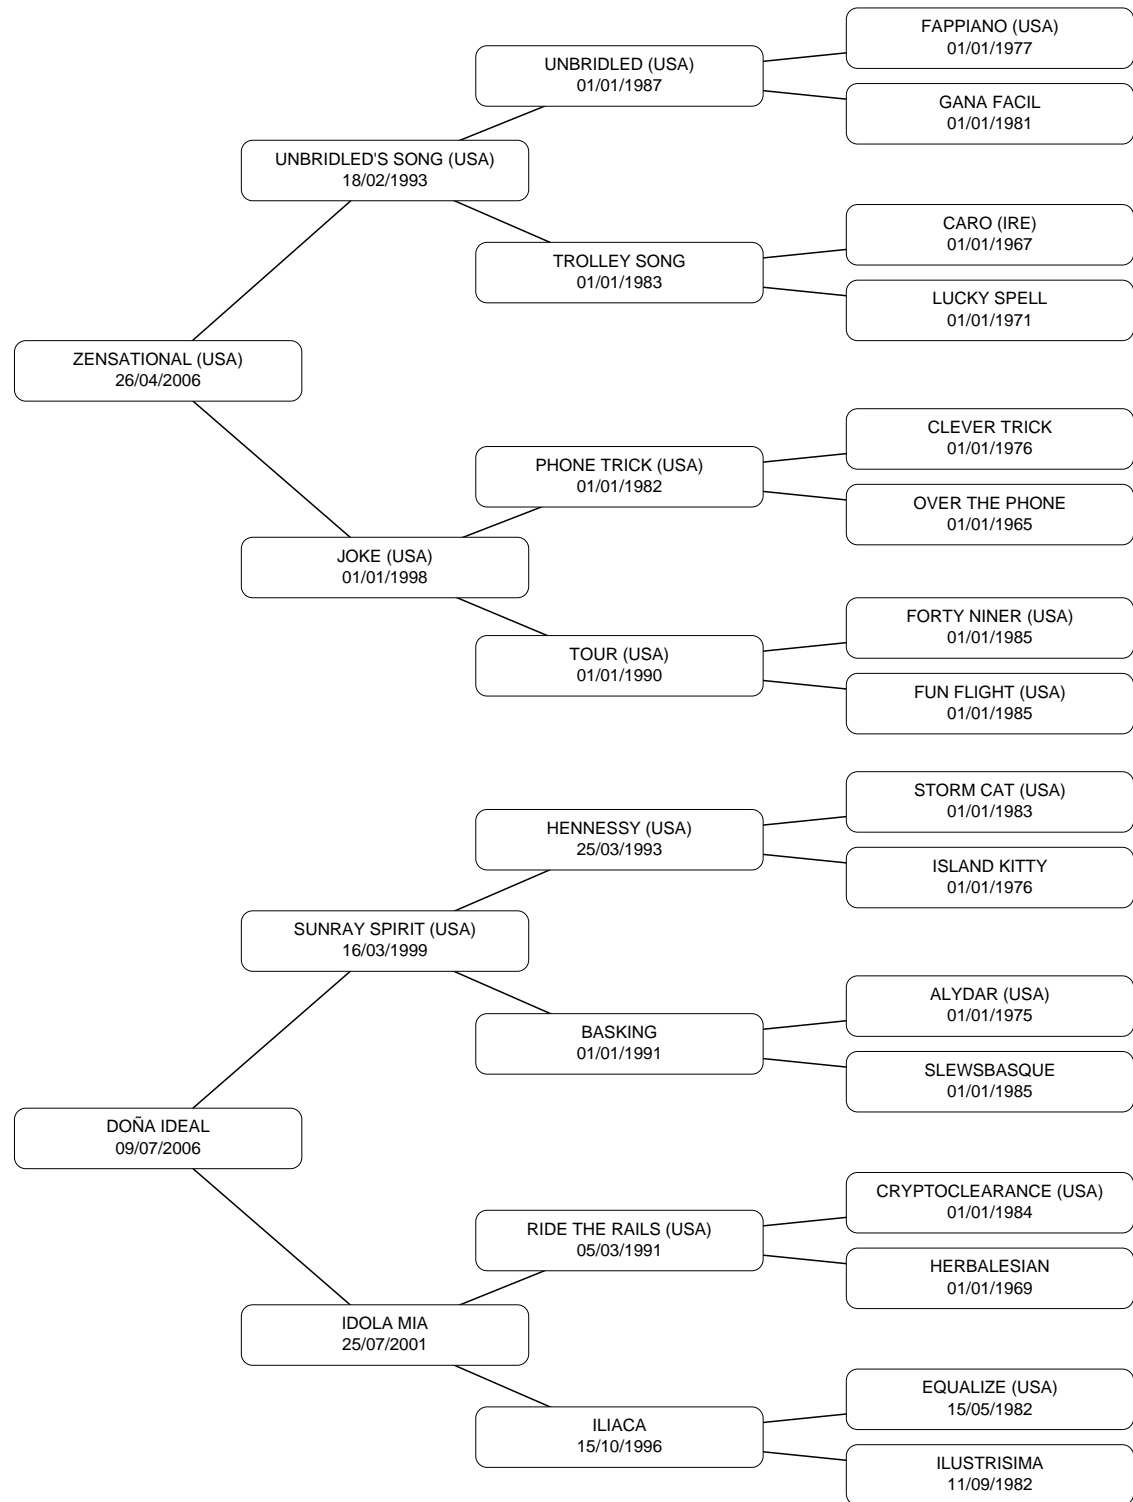 FAPPIANO (USA)
01/01/1977
UNBRIDLED (USA)
01/01/1987
GANA FACIL
01/01/1981
UNBRIDLED'S SONG (USA)
18/02/1993
CARO (IRE)
01/01/1967
TROLLEY SONG
01/01/1983
LUCKY SPELL
01/01/1971
ZENSATIONAL (USA)
26/04/2006
CLEVER TRICK
01/01/1976
PHONE TRICK (USA)
01/01/1982
OVER THE PHONE
01/01/1965
JOKE (USA)
01/01/1998
FORTY NINER (USA)
01/01/1985
TOUR (USA)
01/01/1990
FUN FLIGHT (USA)
01/01/1985
STORM CAT (USA)
01/01/1983
HENNESSY (USA)
25/03/1993
ISLAND KITTY
01/01/1976
SUNRAY SPIRIT (USA)
16/03/1999
ALYDAR (USA)
01/01/1975
BASKING
01/01/1991
SLEWSBASQUE
01/01/1985
DOÑA IDEAL
09/07/2006
CRYPTOCLEARANCE (USA)
01/01/1984
RIDE THE RAILS (USA)
05/03/1991
HERBALESIAN
01/01/1969
IDOLA MIA
25/07/2001
EQUALIZE (USA)
15/05/1982
ILIACA
15/10/1996
ILUSTRISIMA
11/09/1982